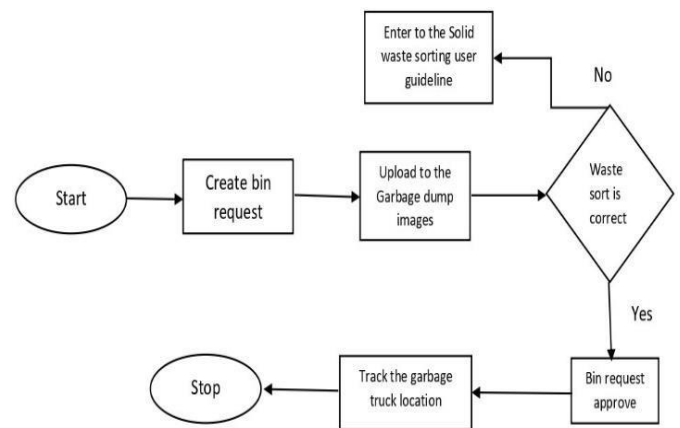 Enter to the Solid
waste sorting user
guideline
No
Start
Create bin
request
Upload to the
Garbage dump
images
Waste
sort is
correct
Yes
Stop
Track the garbage
truck location
Bin request
approve